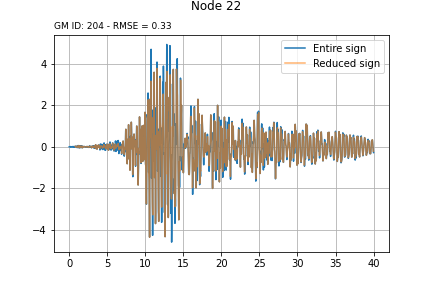 Node 22
GM ID: 204 - RMSE = 0.33
Entire sign
Reduced sign
4
2
0
−2
−4
0 5 10 15 20 25 30 35 40